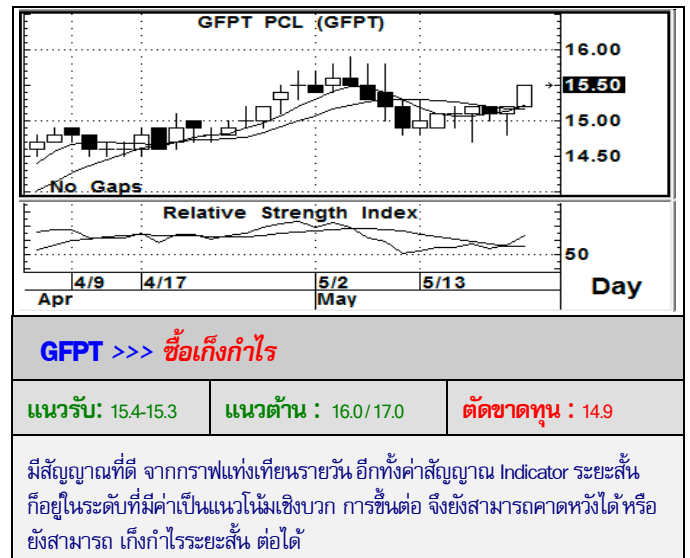 GFPT PCL (GFPT)
16.00
15.50
15.00
14.50
No Gaps
Relative Strength Index
50
4/9 4/17 5/2 5/13
Apr May
Day
GFPT >>> ซื้อเก็งกำไร
แนวรับ: 15.4-15.3
แนวต้าน : 16.0/17.0
ตัดขาดทุน : 14.9
มีสัญญาณที่ดี จากกราฟแท่งเทียนรายวัน อีกทั้งค่าสัญญาณ Indicator ระยะสั้น
ก็อยู่ในระดับที่มีค่าเป็นแนวโน้มเชิงบวก การขึ้นต่อ จึงยังสามารถคาดหวังได้ หรือ
ยังสามารถ เก็งกำไรระยะสั้น ต่อได้